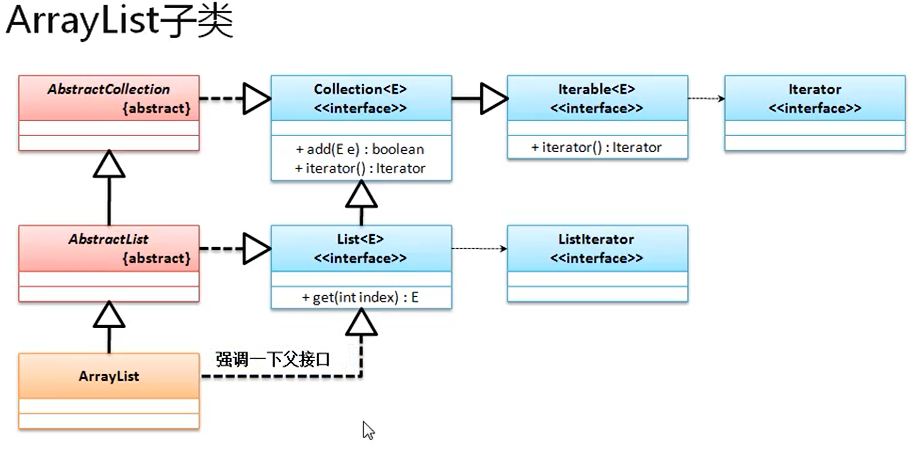 ArrayList子类
AbstractCollection
{abstract}
Collection<E>
<<interface>>
+ add(E e) : boolean
+ iterator() : Iterator
Iterable<E>
<<interface>>
+ iterator() : Iterator
Iterator
<<interface>>
AbstractList
{abstract}
List<E>
<<interface>>
+ get(int index) : E
ListIterator
<<interface>>
ArrayList
强调一下父接口